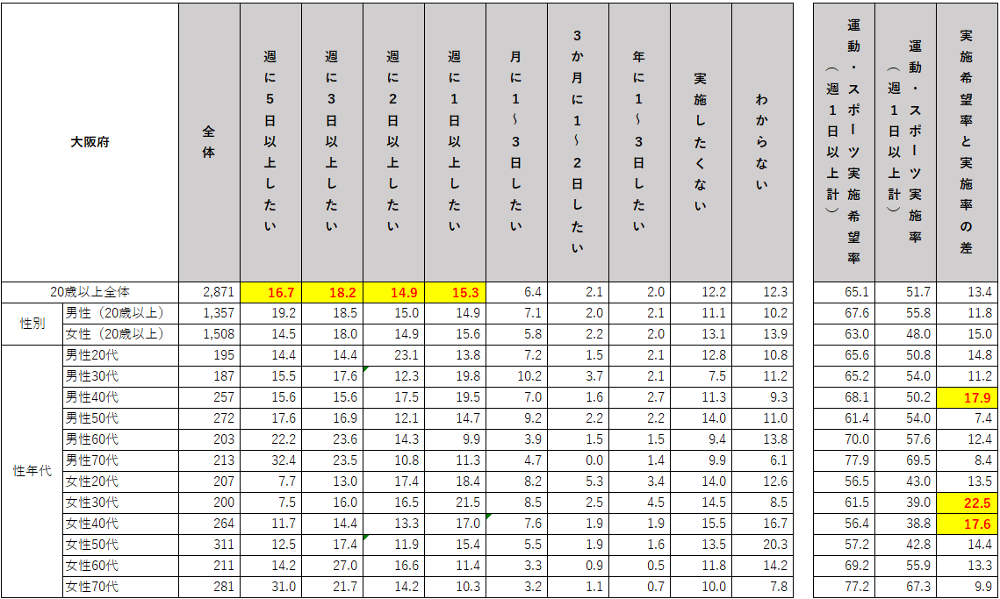 大阪府
全体
週に5日以上したい
週に3日以上したい
週に2日以上したい
週に1日以上したい
月に1～3日したい
3か月に1～2日したい
年に1～3日したい
実施したくない
わからない
運動・スポーツ実施希望率
（週1日以上計）
運動・スポーツ実施率
（週1日以上計）
実施希望率と実施率の差
20歳以上全体 2,871 16.7 18.2 14.9 15.3 6.4 2.1 2.0 12.2 12.3 65.1 51.7 13.4
性別
男性（20歳以上） 1,357 19.2 18.5 15.0 14.9 7.1 2.0 2.1 11.1 10.2 67.6 55.8 11.8
女性（20歳以上） 1,508 14.5 18.0 14.9 15.6 5.8 2.2 2.0 13.1 13.9 63.0 48.0 15.0
性年代
男性20代 195 14.4 14.4 23.1 13.8 7.2 1.5 2.1 12.8 10.8 65.6 50.8 14.8
男性30代 187 15.5 17.6 12.3 19.8 10.2 3.7 2.1 7.5 11.2 65.2 54.0 11.2
男性40代 257 15.6 15.6 17.5 19.5 7.0 1.6 2.7 11.3 9.3 68.1 50.2 17.9
男性50代 272 17.6 16.9 12.1 14.7 9.2 2.2 2.2 14.0 11.0 61.4 54.0 7.4
男性60代 203 22.2 23.6 14.3 9.9 3.9 1.5 1.5 9.4 13.8 70.0 57.6 12.4
男性70代 213 32.4 23.5 10.8 11.3 4.7 0.0 1.4 9.9 6.1 77.9 69.5 8.4
女性20代 207 7.7 13.0 17.4 18.4 8.2 5.3 3.4 14.0 12.6 56.5 43.0 13.5
女性30代 200 7.5 16.0 16.5 21.5 8.5 2.5 4.5 14.5 8.5 61.5 39.0 22.5
女性40代 264 11.7 14.4 13.3 17.0 7.6 1.9 1.9 15.5 16.7 56.4 38.8 17.6
女性50代 311 12.5 17.4 11.9 15.4 5.5 1.9 1.6 13.5 20.3 57.2 42.8 14.4
女性60代 211 14.2 27.0 16.6 11.4 3.3 0.9 0.5 11.8 14.2 69.2 55.9 13.3
女性70代 281 31.0 21.7 14.2 10.3 3.2 1.1 0.7 10.0 7.8 77.2 67.3 9.9